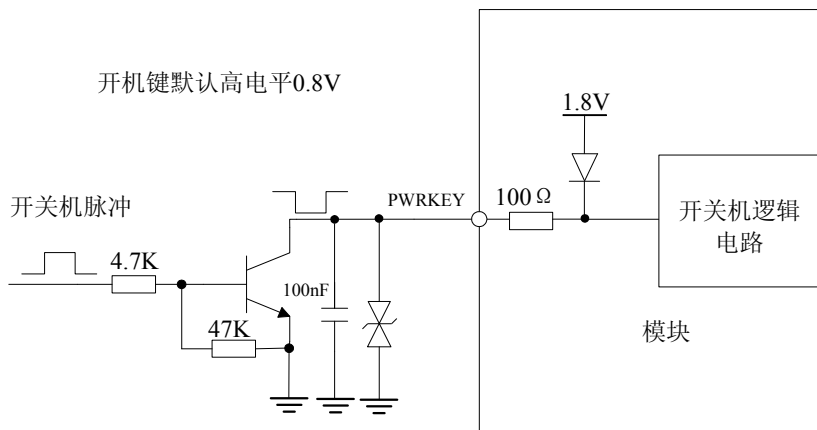 开机键默认高电平0.8V
1.8V
开关机脉冲
PWRKEY
100Ω
开关机逻辑
电路
4.7K
100nF
47K
模块